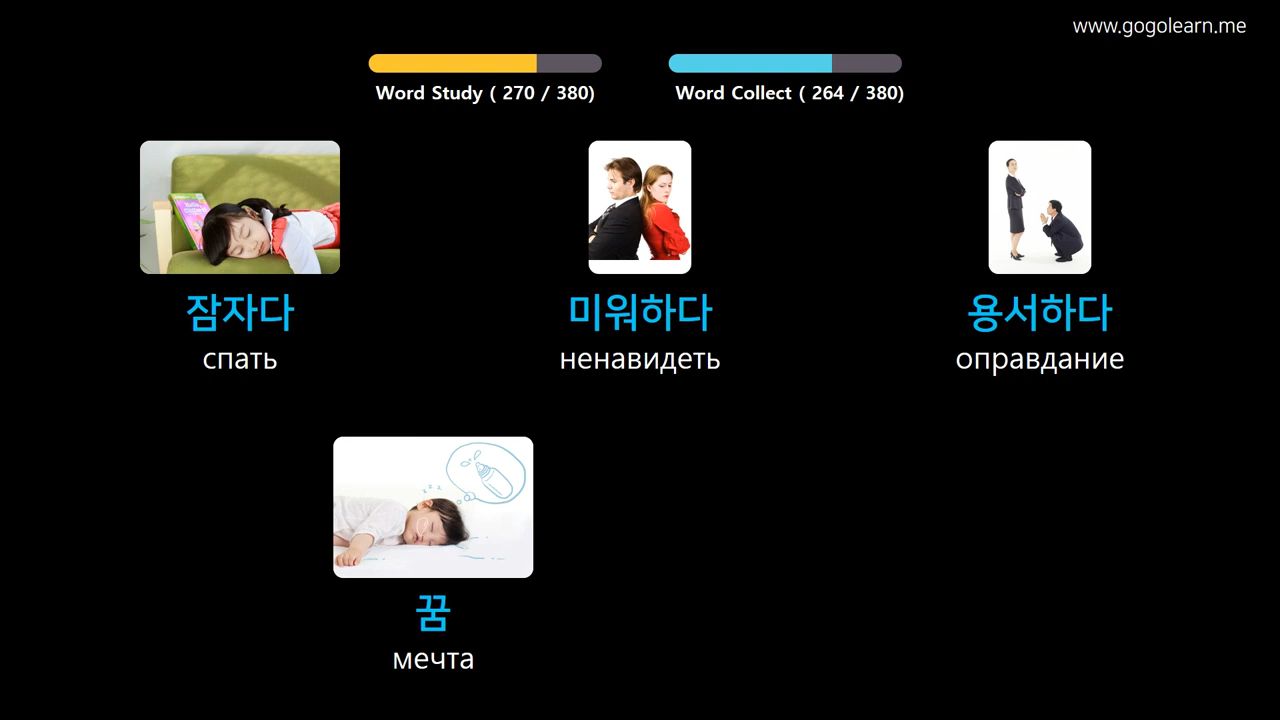 www.gogolearn.me
Word Study ( 270 / 380)
Word Collect ( 264 / 380)
잠자다
미워하다
용서하다
спать
ненавидеть
оправдание
꿈
мечта